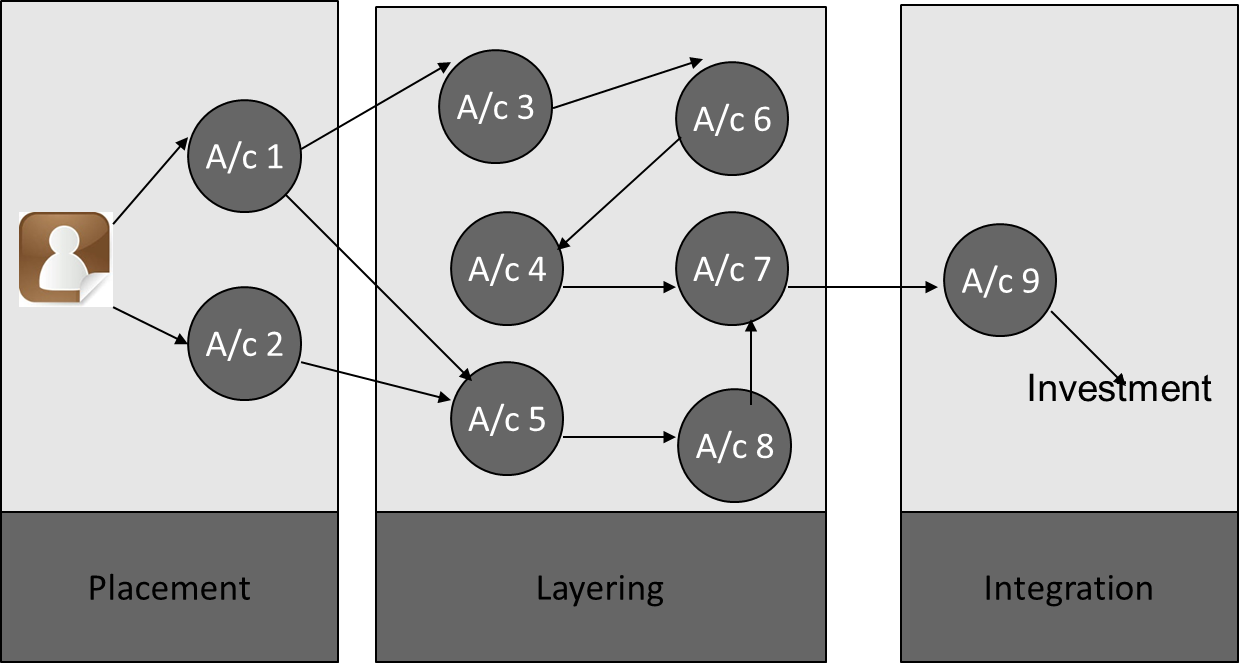 A/c 1
A/c 2
Placement
A/c 3
A/c 6
A/c 4
A/c 7
A/c 5
A/c 8
Layering
A/c 9
Investment
Integration